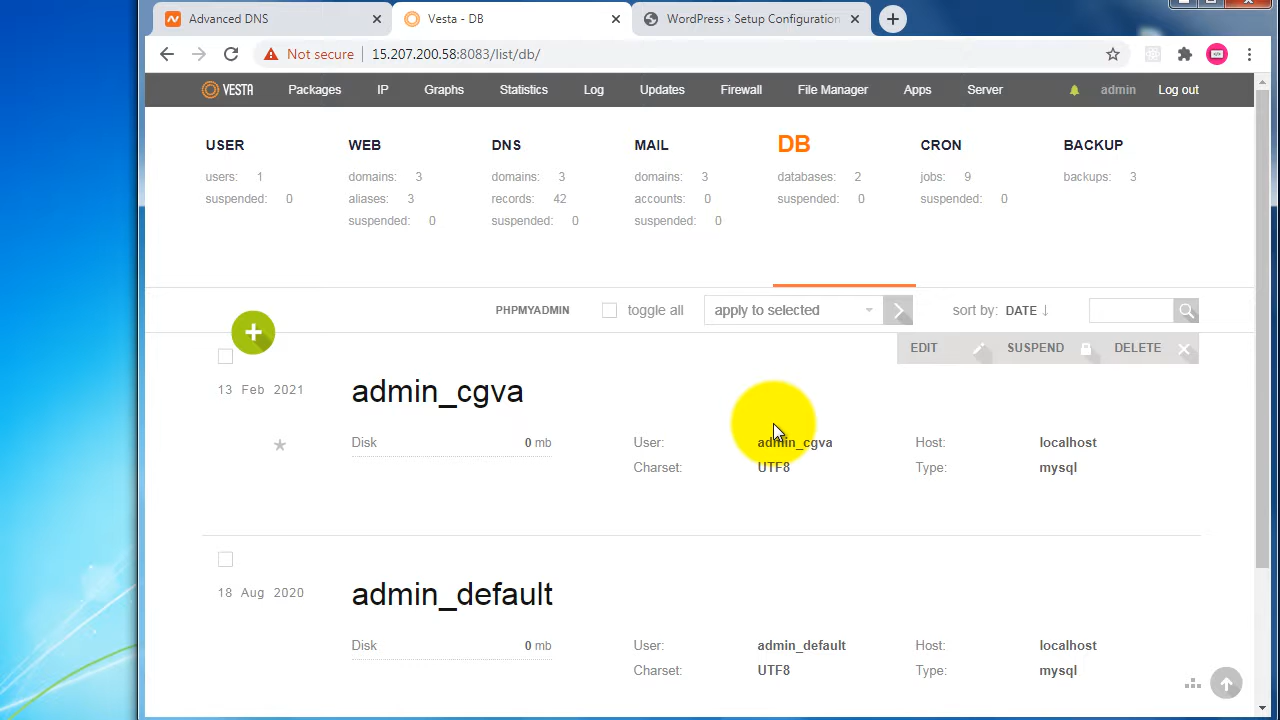 Advanced DNS
Vesta - DB
WordPress › Setup Configuration
Not secure 15.207.200.58:8083/list/db/
VESTA Packages IP Graphs Statistics Log Updates Firewall File Manager Apps Server admin Log out
USER WEB DNS MAIL DB CRON BACKUP
users: 1 domains: 3 domains: 3 domains: 3 databases: 2 jobs: 9 backups: 3
suspended: 0 aliases: 3 records: 42 accounts: 0 suspended: 0 suspended: 0
suspended: 0 suspended: 0 suspended: 0
PHPMYADMIN toggle all apply to selected sort by: DATE ↓
EDIT SUSPEND DELETE
13 Feb 2021 admin_cgva
Disk 0 mb User: admin_cgva Host: localhost
Charset: UTF8 Type: mysql
18 Aug 2020 admin_default
Disk 0 mb User: admin_default Host: localhost
Charset: UTF8 Type: mysql